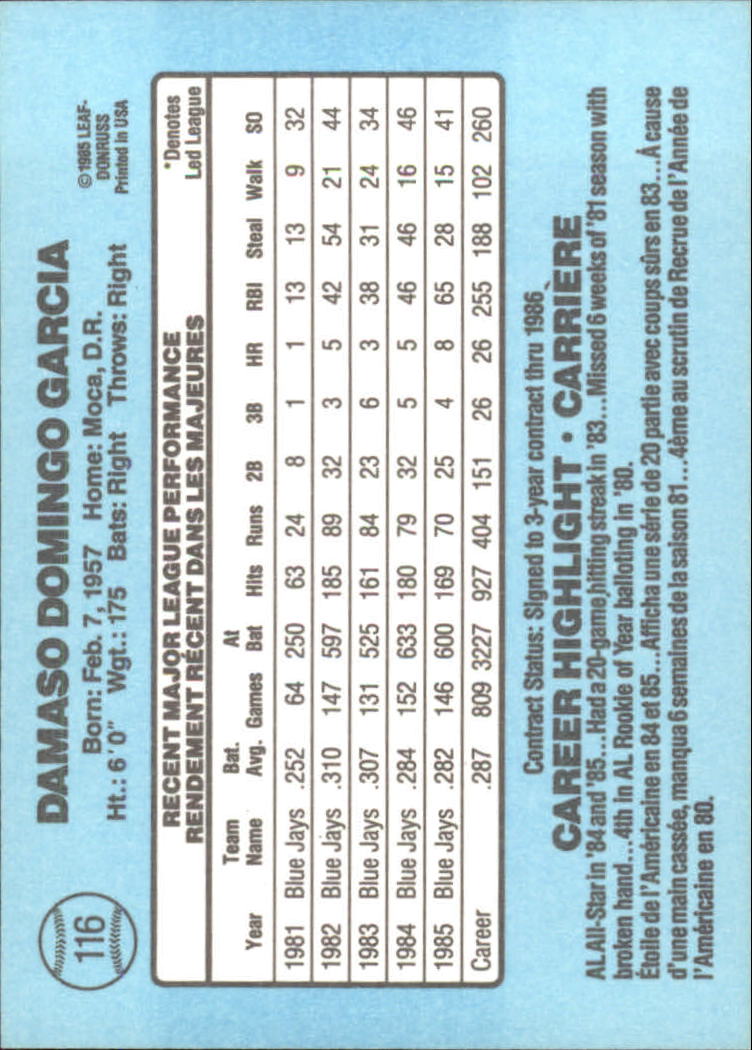 116
DAMASO DOMINGO GARCIA
Born: Feb. 7, 1957 Home: Moca, D.R.
Ht.: 6'0" Wgt.: 175 Bats: Right Throws: Right
© 1985 LEAF-
DONRUSS
Printed in USA
RECENT MAJOR LEAGUE PERFORMANCE
RENDEMENT RÉCENT DANS LES MAJEURES
*Denotes
Led League
Year Team Name Bat. Avg. Games At Bat Hits Runs 2B 3B HR RBI Steal Walk SO
1981 Blue Jays .252 64 250 63 24 8 1 1 13 13 9 32
1982 Blue Jays .310 147 597 185 89 32 3 5 42 54 21 44
1983 Blue Jays .307 131 525 161 84 23 6 3 38 31 24 34
1984 Blue Jays .284 152 633 180 79 32 5 5 46 46 16 46
1985 Blue Jays .282 146 600 169 70 25 4 8 65 28 15 41
Career .287 809 3227 927 404 151 26 26 255 188 102 260
Contract Status: Signed to 3-year contract thru 1986
CAREER HIGHLIGHT • CARRIÈRE
AL All-Star in '84 and '85...Had a 20-game hitting streak in '83...Missed 6 weeks of '81 season with
broken hand...4th in AL Rookie of Year balloting in '80.
Étoile de l'Américaine en 84 et 85...Afficha une série de 20 partie avec coups sûrs en 83...À cause
d'une main cassée, manqua 6 semaines de la saison 81...4ème au scrutin de Recrue de l'Année de
l'Américaine en 80.